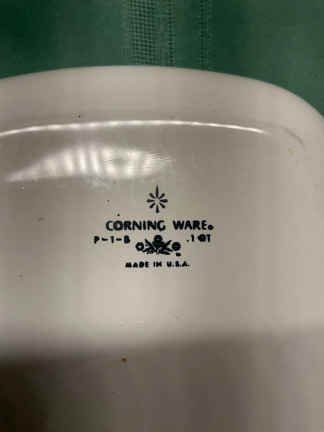 CORNING WARE®
P-1-B .1 QT
MADE IN U.S.A.